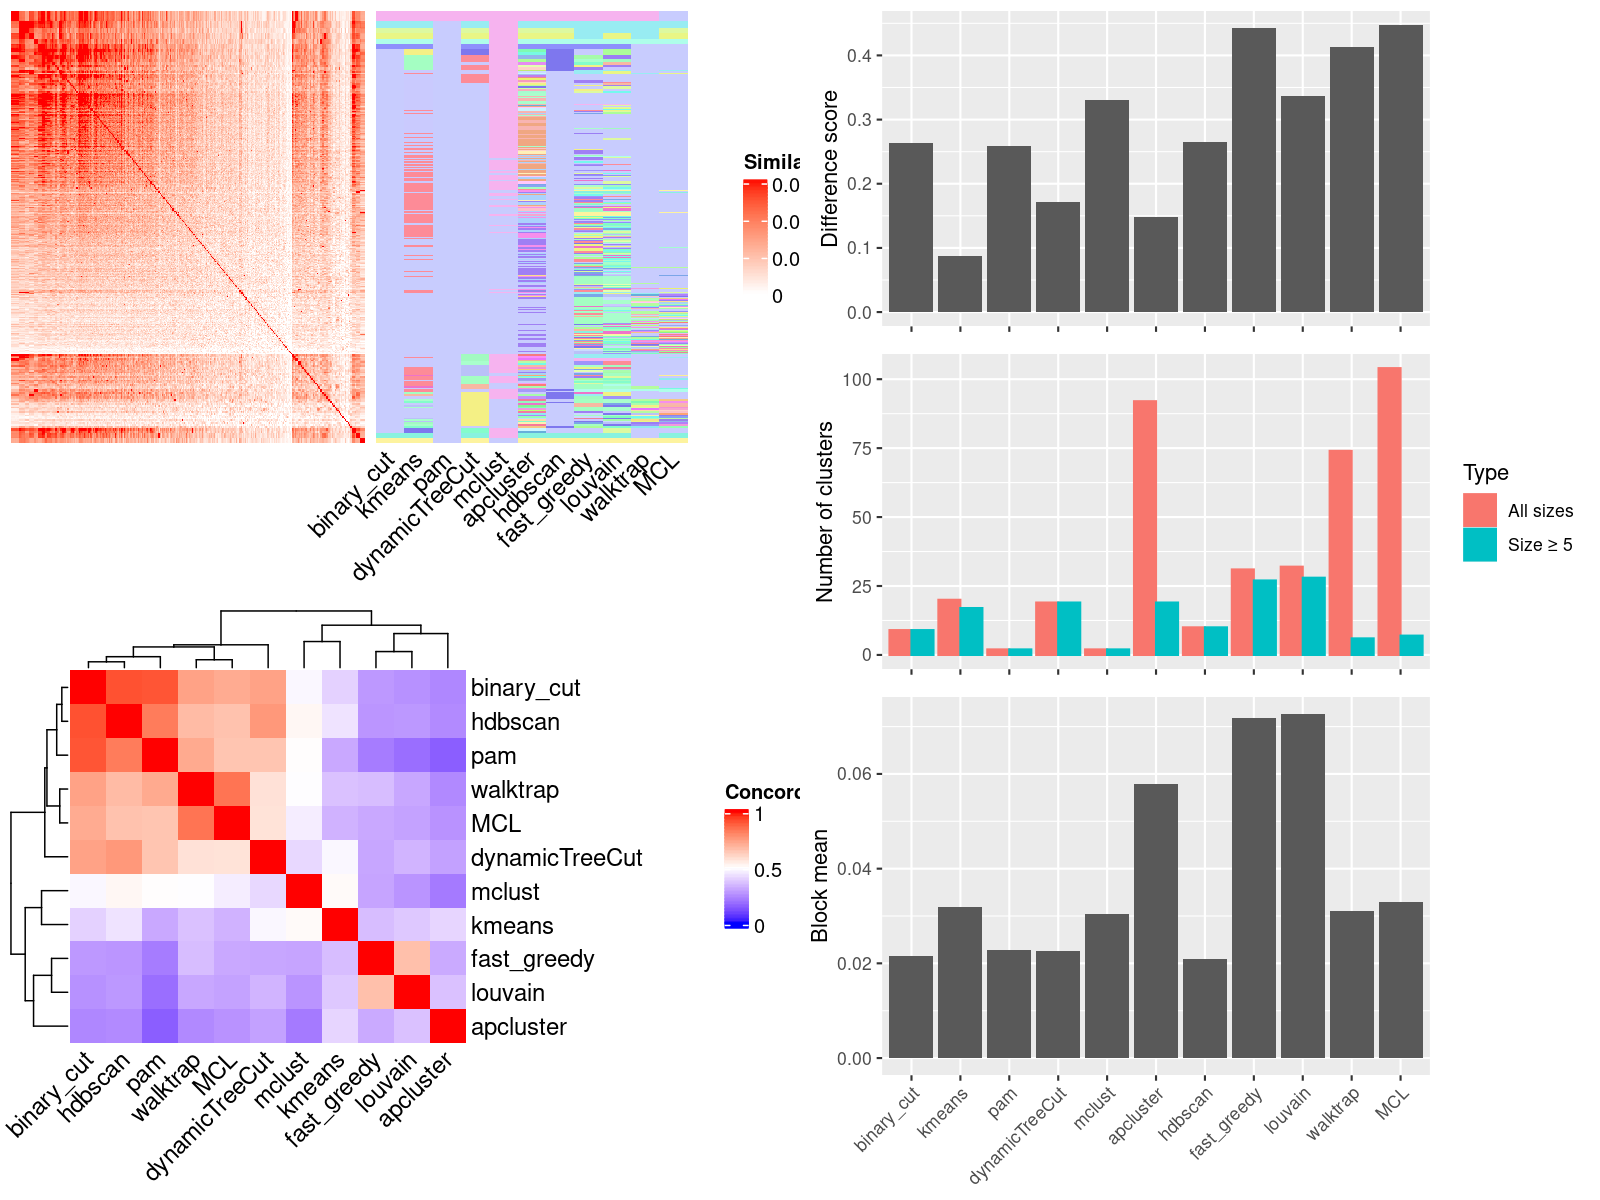 Simila
0.0
0.0
0.0
0
binary_cut
kmeans
pam
dynamicTreeCut
mclust
apcluster
hdbscan
fast_greedy
louvain
walktrap
MCL
binary_cut
hdbscan
pam
walktrap
MCL
dynamicTreeCut
mclust
kmeans
fast_greedy
louvain
apcluster
Concorc
1
0.5
0
binary_cut
hdbscan
pam
walktrap
MCL
dynamicTreeCut
mclust
kmeans
fast_greedy
louvain
apcluster
Difference score
0.4
0.3
0.2
0.1
0.0
Number of clusters
100
75
50
25
0
Type
All sizes
Size ≥ 5
Block mean
0.06
0.04
0.02
0.00
binary_cut
kmeans
pam
dynamicTreeCut
mclust
apcluster
hdbscan
fast_greedy
louvain
walktrap
MCL